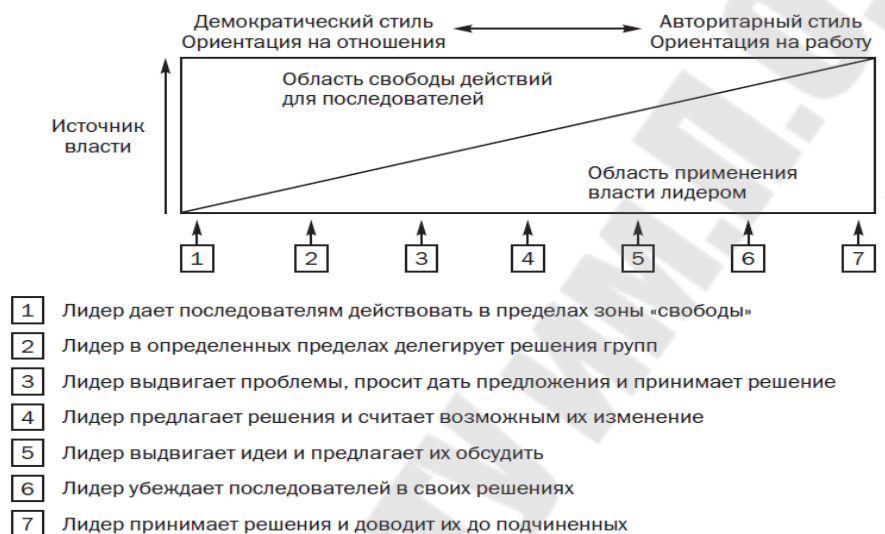 Демократический стиль
Ориентация на отношения
Авторитарный стиль
Ориентация на работу
Область свободы действий
для последователей
Источник
власти
Область применения
власти лидером
1 2 3 4 5 6 7
1 Лидер дает последователям действовать в пределах зоны «свободы»
2 Лидер в определенных пределах делегирует решения групп
3 Лидер выдвигает проблемы, просит дать предложения и принимает решение
4 Лидер предлагает решения и считает возможным их изменение
5 Лидер выдвигает идеи и предлагает их обсудить
6 Лидер убеждает последователей в своих решениях
7 Лидер принимает решения и доводит их до подчиненных